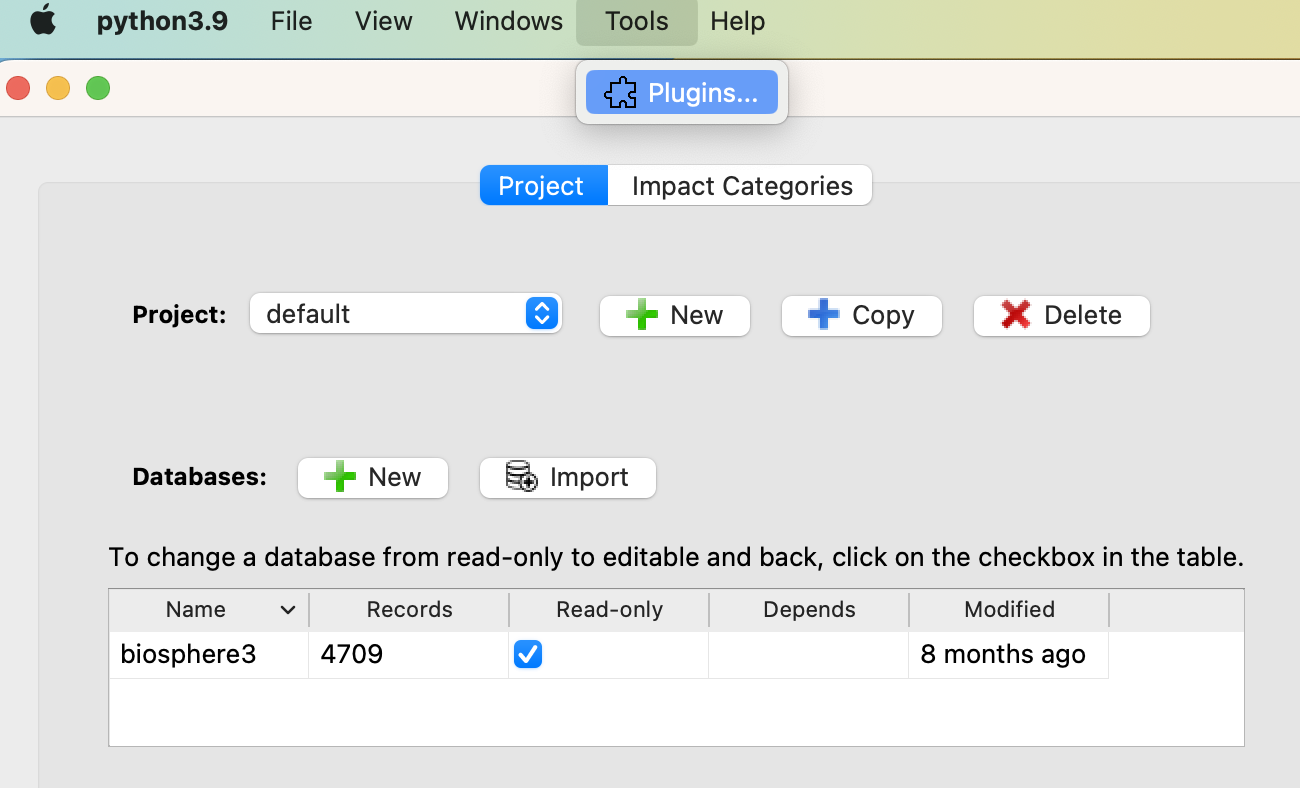 python3.9 File View Windows Tools Help
Plugins...
Project Impact Categories
Project: default New Copy Delete
Databases: New Import
To change a database from read-only to editable and back, click on the checkbox in the table.
Name Records Read-only Depends Modified
biosphere3 4709 8 months ago